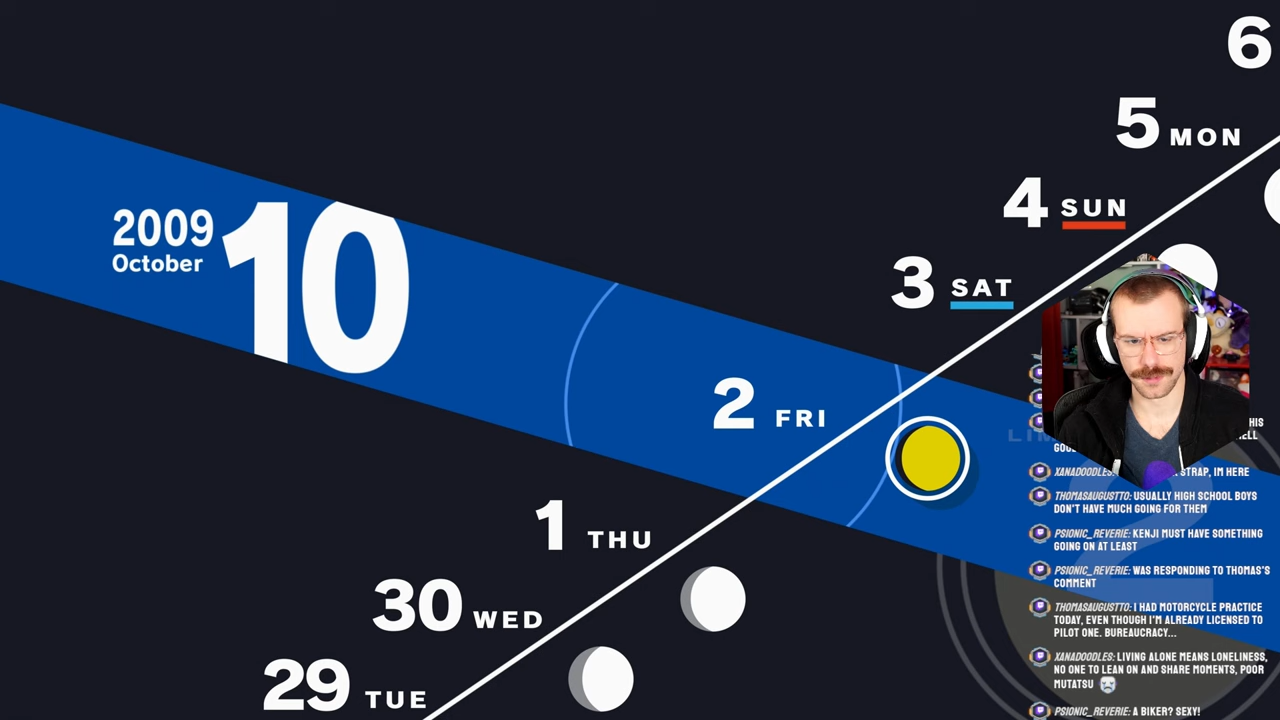 6
5 MON
4 SUN
3 SAT
2009
October
10
2 FRI
1 THU
30 WED
29 TUE
HIS
XANADOODLES: STRAP, IM HERE
THOMASAUGUSTTO: USUALLY HIGH SCHOOL BOYS
DON'T HAVE MUCH GOING FOR THEM
PSIONIC_REVERIE: KENJI MUST HAVE SOMETHING
GOING ON AT LEAST
PSIONIC_REVERIE: WAS RESPONDING TO THOMAS'S
COMMENT
THOMASAUGUSTTO: I HAD MOTORCYCLE PRACTICE
TODAY, EVEN THOUGH I'M ALREADY LICENSED TO
PILOT ONE. BUREAUCRACY...
XANADOODLES: LIVING ALONE MEANS LONELINESS,
NO ONE TO LEAN ON AND SHARE MOMENTS, POOR
MUTATSU
PSIONIC_REVERIE: A BIKER? SEXY!